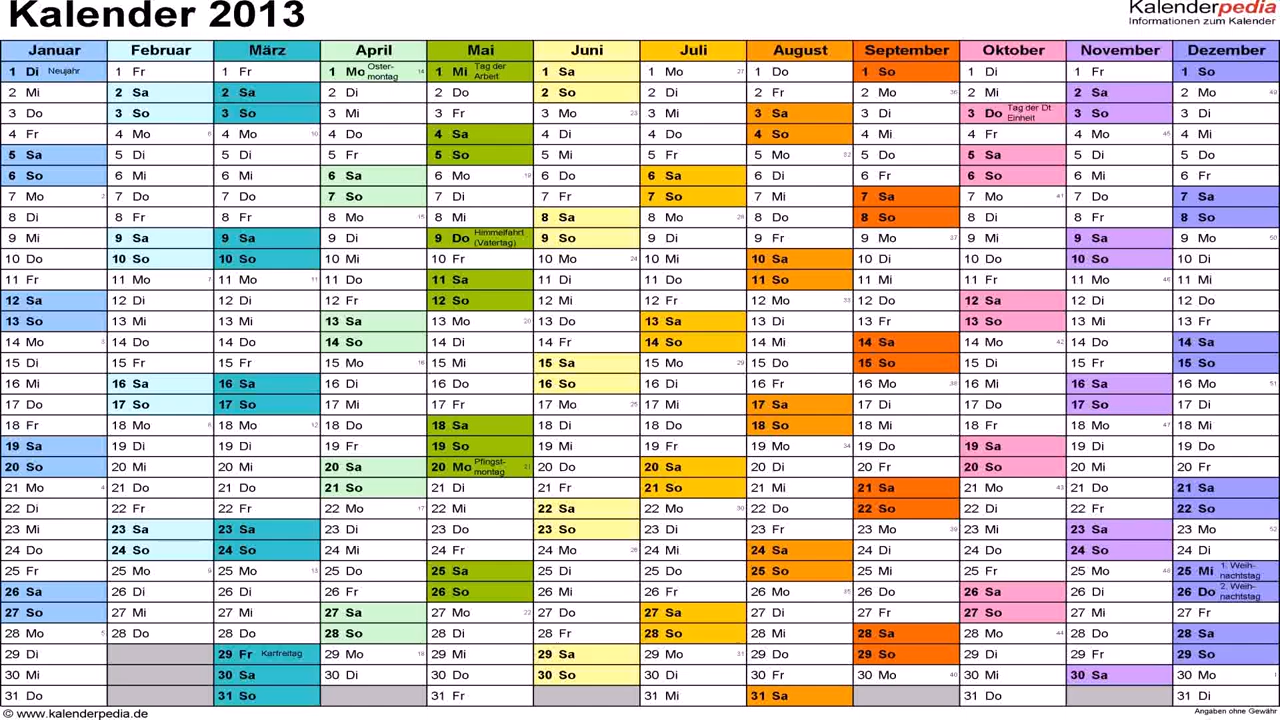 Kalender 2013
Kalenderpedia
Informationen zum Kalender
Januar Februar März April Mai Juni Juli August September Oktober November Dezember
1 Di Neujahr 1 Fr 1 Fr 1 Mo Oster-montag 1 Mi Tag der Arbeit 1 Sa 1 Mo 1 Do 1 So 1 Di 1 Fr 1 So
2 Mi 2 Sa 2 Sa 2 Di 2 Do 2 So 2 Di 2 Fr 2 Mo 2 Mi 2 Sa 2 Mo
3 Do 3 So 3 So 3 Mi 3 Fr 3 Mo 3 Mi 3 Sa 3 Di 3 Do Tag der Dt Einheit 3 So 3 Di
4 Fr 4 Mo 4 Mo 4 Do 4 Sa 4 Di 4 Do 4 So 4 Mi 4 Fr 4 Mo 4 Mi
5 Sa 5 Di 5 Di 5 Fr 5 So 5 Mi 5 Fr 5 Mo 5 Do 5 Sa 5 Di 5 Do
6 So 6 Mi 6 Mi 6 Sa 6 Mo 6 Do 6 Sa 6 Di 6 Fr 6 So 6 Mi 6 Fr
7 Mo 7 Do 7 Do 7 So 7 Di 7 Fr 7 So 7 Mi 7 Sa 7 Mo 7 Do 7 Sa
8 Di 8 Fr 8 Fr 8 Mo 8 Mi 8 Sa 8 Mo 8 Do 8 So 8 Di 8 Fr 8 So
9 Mi 9 Sa 9 Sa 9 Di 9 Do Himmelfahrt (Vatertag) 9 So 9 Di 9 Fr 9 Mo 9 Mi 9 Sa 9 Mo
10 Do 10 So 10 So 10 Mi 10 Fr 10 Mo 10 Mi 10 Sa 10 Di 10 Do 10 So 10 Di
11 Fr 11 Mo 11 Mo 11 Do 11 Sa 11 Di 11 Do 11 So 11 Mi 11 Fr 11 Mo 11 Mi
12 Sa 12 Di 12 Di 12 Fr 12 So 12 Mi 12 Fr 12 Mo 12 Do 12 Sa 12 Di 12 Do
13 So 13 Mi 13 Mi 13 Sa 13 Mo 13 Do 13 Sa 13 Di 13 Fr 13 So 13 Mi 13 Fr
14 Mo 14 Do 14 Do 14 So 14 Di 14 Fr 14 So 14 Mi 14 Sa 14 Mo 14 Do 14 Sa
15 Di 15 Fr 15 Fr 15 Mo 15 Mi 15 Sa 15 Mo 15 Do 15 So 15 Di 15 Fr 15 So
16 Mi 16 Sa 16 Sa 16 Di 16 Do 16 So 16 Di 16 Fr 16 Mo 16 Mi 16 Sa 16 Mo
17 Do 17 So 17 So 17 Mi 17 Fr 17 Mo 17 Mi 17 Sa 17 Di 17 Do 17 So 17 Di
18 Fr 18 Mo 18 Mo 18 Do 18 Sa 18 Di 18 Do 18 So 18 Mi 18 Fr 18 Mo 18 Mi
19 Sa 19 Di 19 Di 19 Fr 19 So 19 Mi 19 Fr 19 Mo 19 Do 19 Sa 19 Di 19 Do
20 So 20 Mi 20 Mi 20 Sa 20 Mo Pfingst-montag 20 Do 20 Sa 20 Di 20 Fr 20 So 20 Mi 20 Fr
21 Mo 21 Do 21 Do 21 So 21 Di 21 Fr 21 So 21 Mi 21 Sa 21 Mo 21 Do 21 Sa
22 Di 22 Fr 22 Fr 22 Mo 22 Mi 22 Sa 22 Mo 22 Do 22 So 22 Di 22 Fr 22 So
23 Mi 23 Sa 23 Sa 23 Di 23 Do 23 So 23 Di 23 Fr 23 Mo 23 Mi 23 Sa 23 Mo
24 Do 24 So 24 So 24 Mi 24 Fr 24 Mo 24 Mi 24 Sa 24 Di 24 Do 24 So 24 Di
25 Fr 25 Mo 25 Mo 25 Do 25 Sa 25 Di 25 Do 25 So 25 Mi 25 Fr 25 Mo 25 Mi 1. Weih-nachtstag
26 Sa 26 Di 26 Di 26 Fr 26 So 26 Mi 26 Fr 26 Mo 26 Do 26 Sa 26 Di 26 Do 2. Weih-nachtstag
27 So 27 Mi 27 Mi 27 Sa 27 Mo 27 Do 27 Sa 27 Di 27 Fr 27 So 27 Mi 27 Fr
28 Mo 28 Do 28 Do 28 So 28 Di 28 Fr 28 So 28 Mi 28 Sa 28 Mo 28 Do 28 Sa
29 Di 29 Fr Karfreitag 29 Mo 29 Mi 29 Sa 29 Mo 29 Do 29 So 29 Di 29 Fr 29 So
30 Mi 30 Sa 30 Di 30 Do 30 So 30 Di 30 Fr 30 Mo 30 Mi 30 Sa 30 Mo
31 Do 31 So 31 Fr 31 Mi 31 Sa 31 Do 31 Di
© www.kalenderpedia.de
Angaben ohne Gewähr